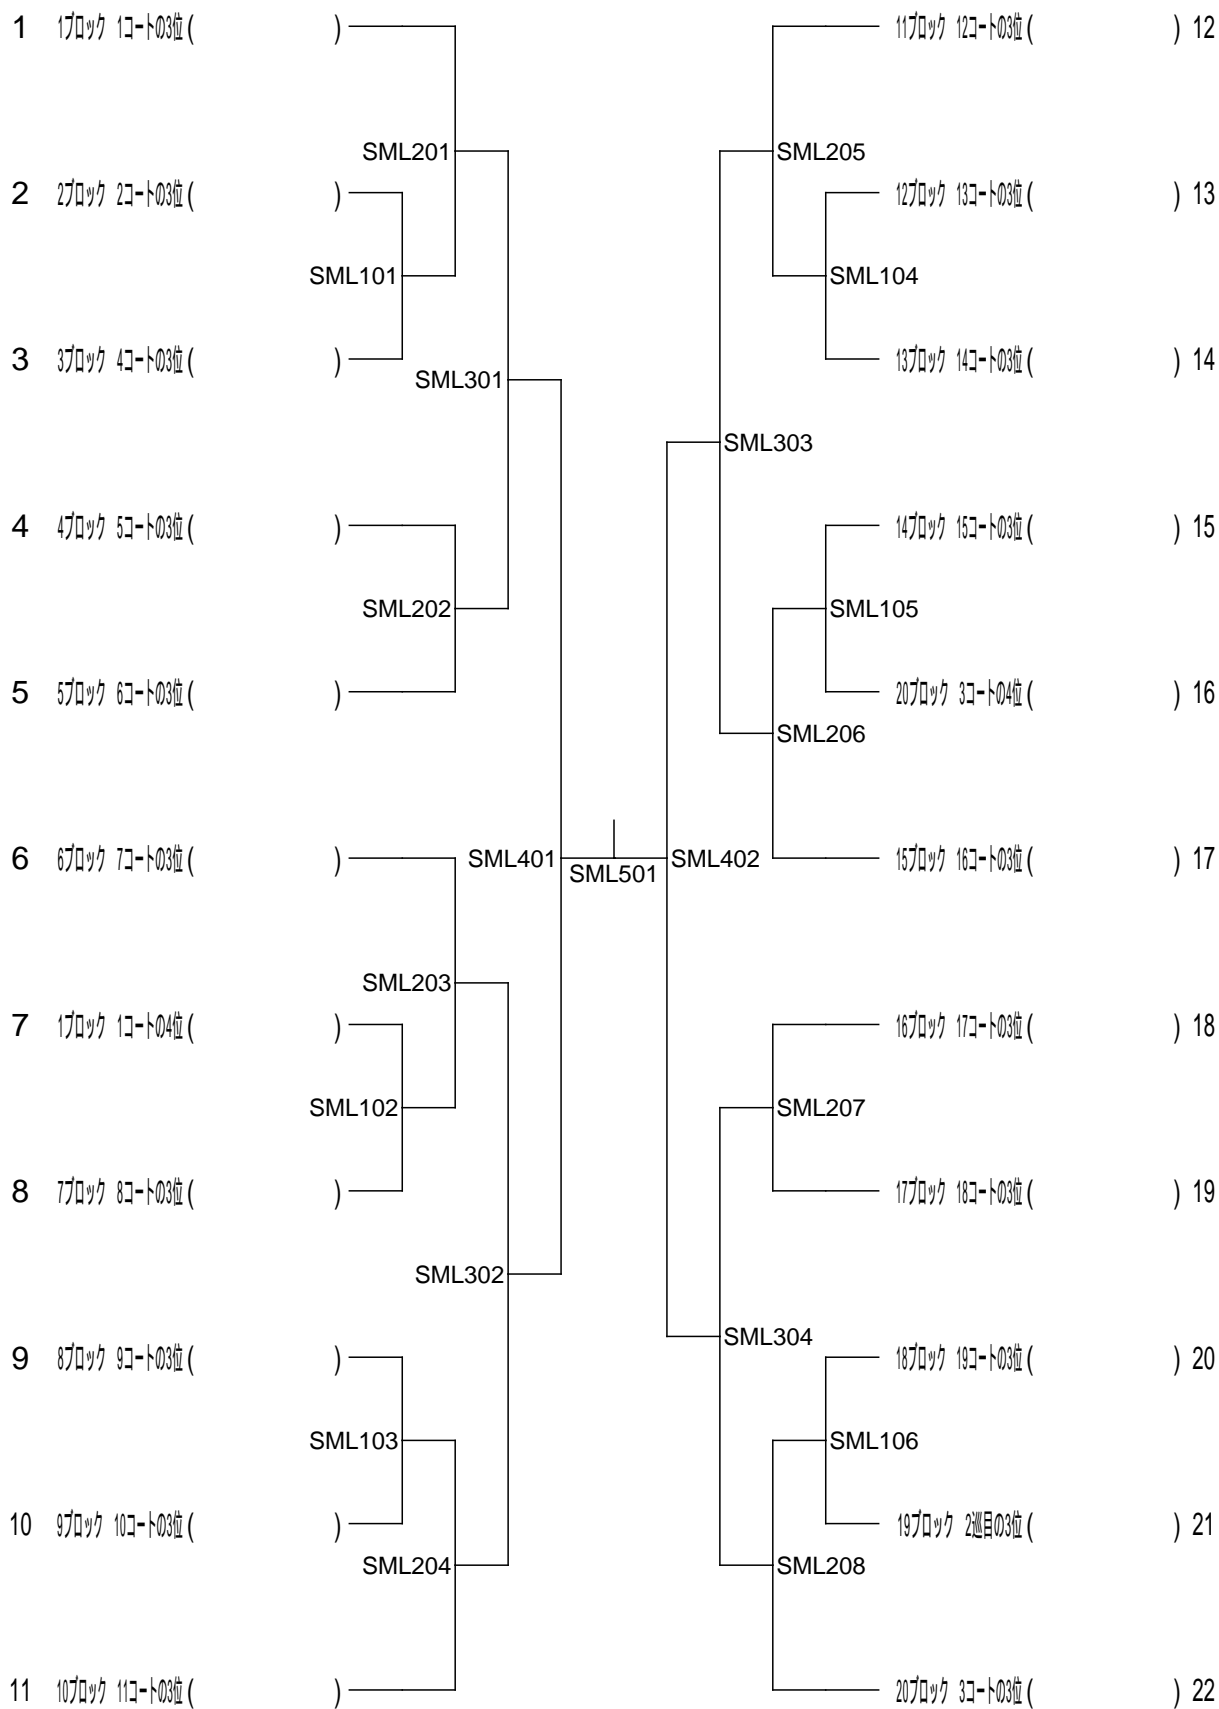 1 1ブロック 1コートの3位 ( )
11ブロック 12コートの3位 ( ) 12
SML201
SML205
2 2ブロック 2コートの3位 ( )
12ブロック 13コートの3位 ( ) 13
SML101
SML104
3 3ブロック 4コートの3位 ( )
13ブロック 14コートの3位 ( ) 14
SML301
SML303
4 4ブロック 5コートの3位 ( )
14ブロック 15コートの3位 ( ) 15
SML202
SML105
5 5ブロック 6コートの3位 ( )
20ブロック 3コートの4位 ( ) 16
SML206
6 6ブロック 7コートの3位 ( )
SML401
SML501
SML402
15ブロック 16コートの3位 ( ) 17
SML203
7 1ブロック 1コートの4位 ( )
16ブロック 17コートの3位 ( ) 18
SML102
SML207
8 7ブロック 8コートの3位 ( )
17ブロック 18コートの3位 ( ) 19
SML302
SML304
9 8ブロック 9コートの3位 ( )
18ブロック 19コートの3位 ( ) 20
SML103
SML106
10 9ブロック 10コートの3位 ( )
19ブロック 2巡目の3位 ( ) 21
SML204
SML208
11 10ブロック 11コートの3位 ( )
20ブロック 3コートの3位 ( ) 22